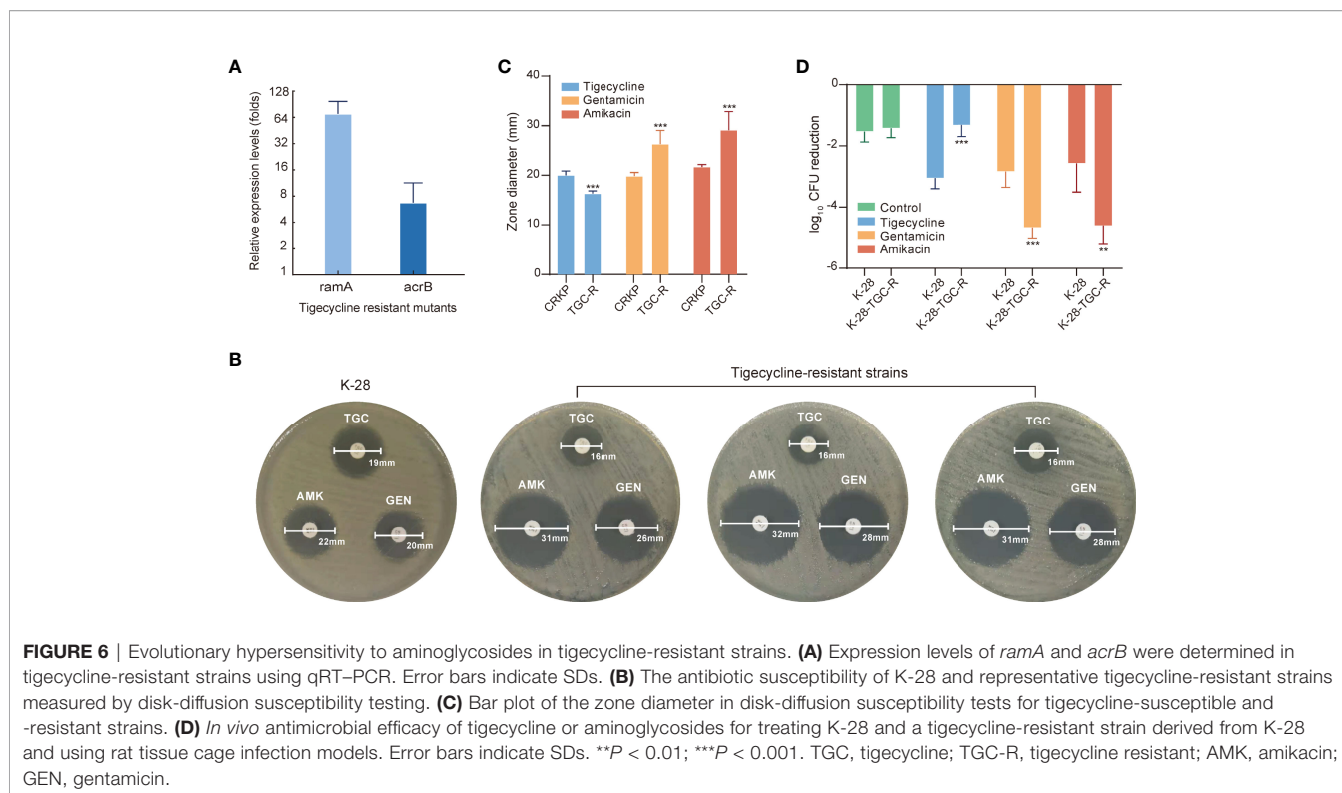 A
Relative expression levels (folds)
128
64
32
16
8
4
2
1
ramA
acrB
Tigecycline resistant mutants
C
Zone diameter (mm)
40
30
20
10
0
Tigecycline
Gentamicin
Amikacin
***
***
***
CRKP
TGC-R
CRKP
TGC-R
CRKP
TGC-R
D
log10 CFU reduction
0
-2
-4
-6
Control
Tigecycline
Gentamicin
Amikacin
***
***
**
K-28
K-28-TGC-R
K-28
K-28-TGC-R
K-28
K-28-TGC-R
K-28
K-28-TGC-R
B
K-28
Tigecycline-resistant strains
TGC
19mm
AMK
22mm
GEN
20mm
TGC
16mm
AMK
31mm
GEN
26mm
TGC
16mm
AMK
32mm
GEN
28mm
TGC
16mm
AMK
31mm
GEN
28mm
FIGURE 6 | Evolutionary hypersensitivity to aminoglycosides in tigecycline-resistant strains. (A) Expression levels of ramA and acrB were determined in
tigecycline-resistant strains using qRT–PCR. Error bars indicate SDs. (B) The antibiotic susceptibility of K-28 and representative tigecycline-resistant strains
measured by disk-diffusion susceptibility testing. (C) Bar plot of the zone diameter in disk-diffusion susceptibility tests for tigecycline-susceptible and
-resistant strains. (D) In vivo antimicrobial efficacy of tigecycline or aminoglycosides for treating K-28 and a tigecycline-resistant strain derived from K-28
and using rat tissue cage infection models. Error bars indicate SDs. **P < 0.01; ***P < 0.001. TGC, tigecycline; TGC-R, tigecycline resistant; AMK, amikacin;
GEN, gentamicin.